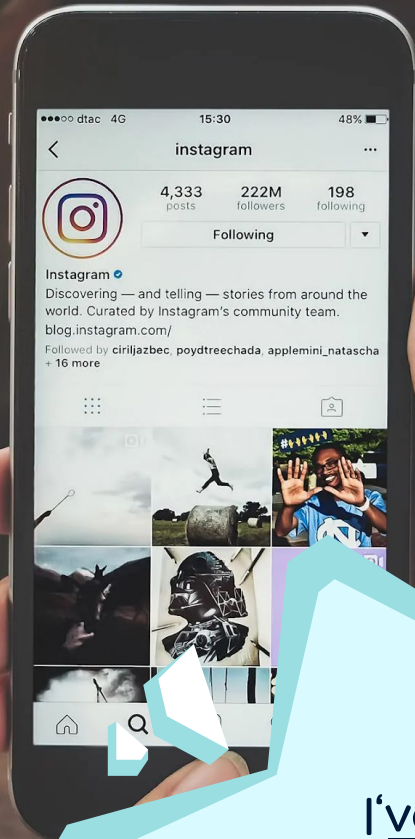 dtac 4G 15:30 48%
instagram
4,333 222M 198
posts followers following
Following
Instagram
Discovering — and telling — stories from around the
world. Curated by Instagram's community team.
blog.instagram.com/
Followed by ciriljazbec, poydtreechada, applemini_natascha
+ 16 more